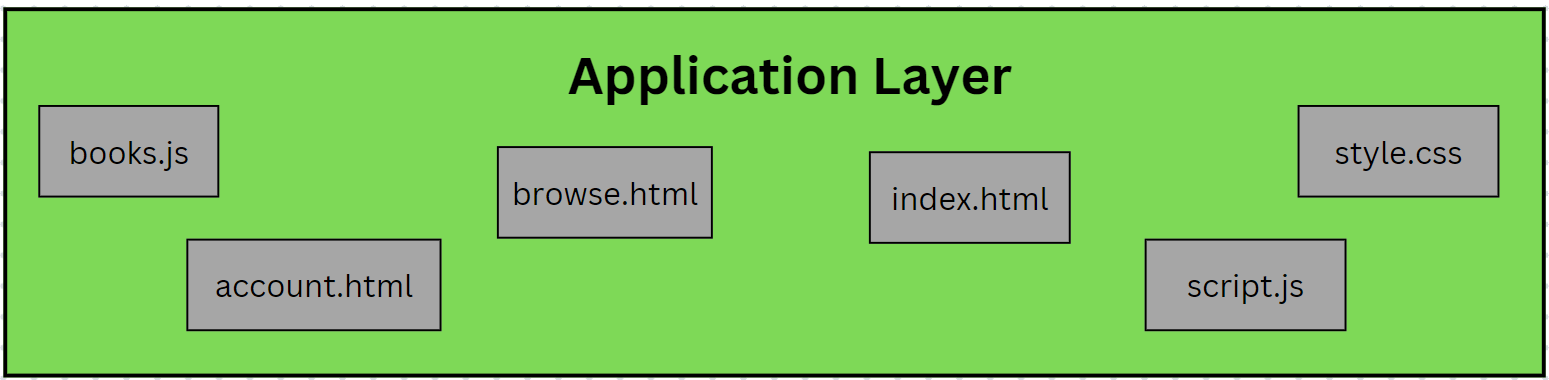 Application Layer
books.js
style.css
browse.html
index.html
account.html
script.js